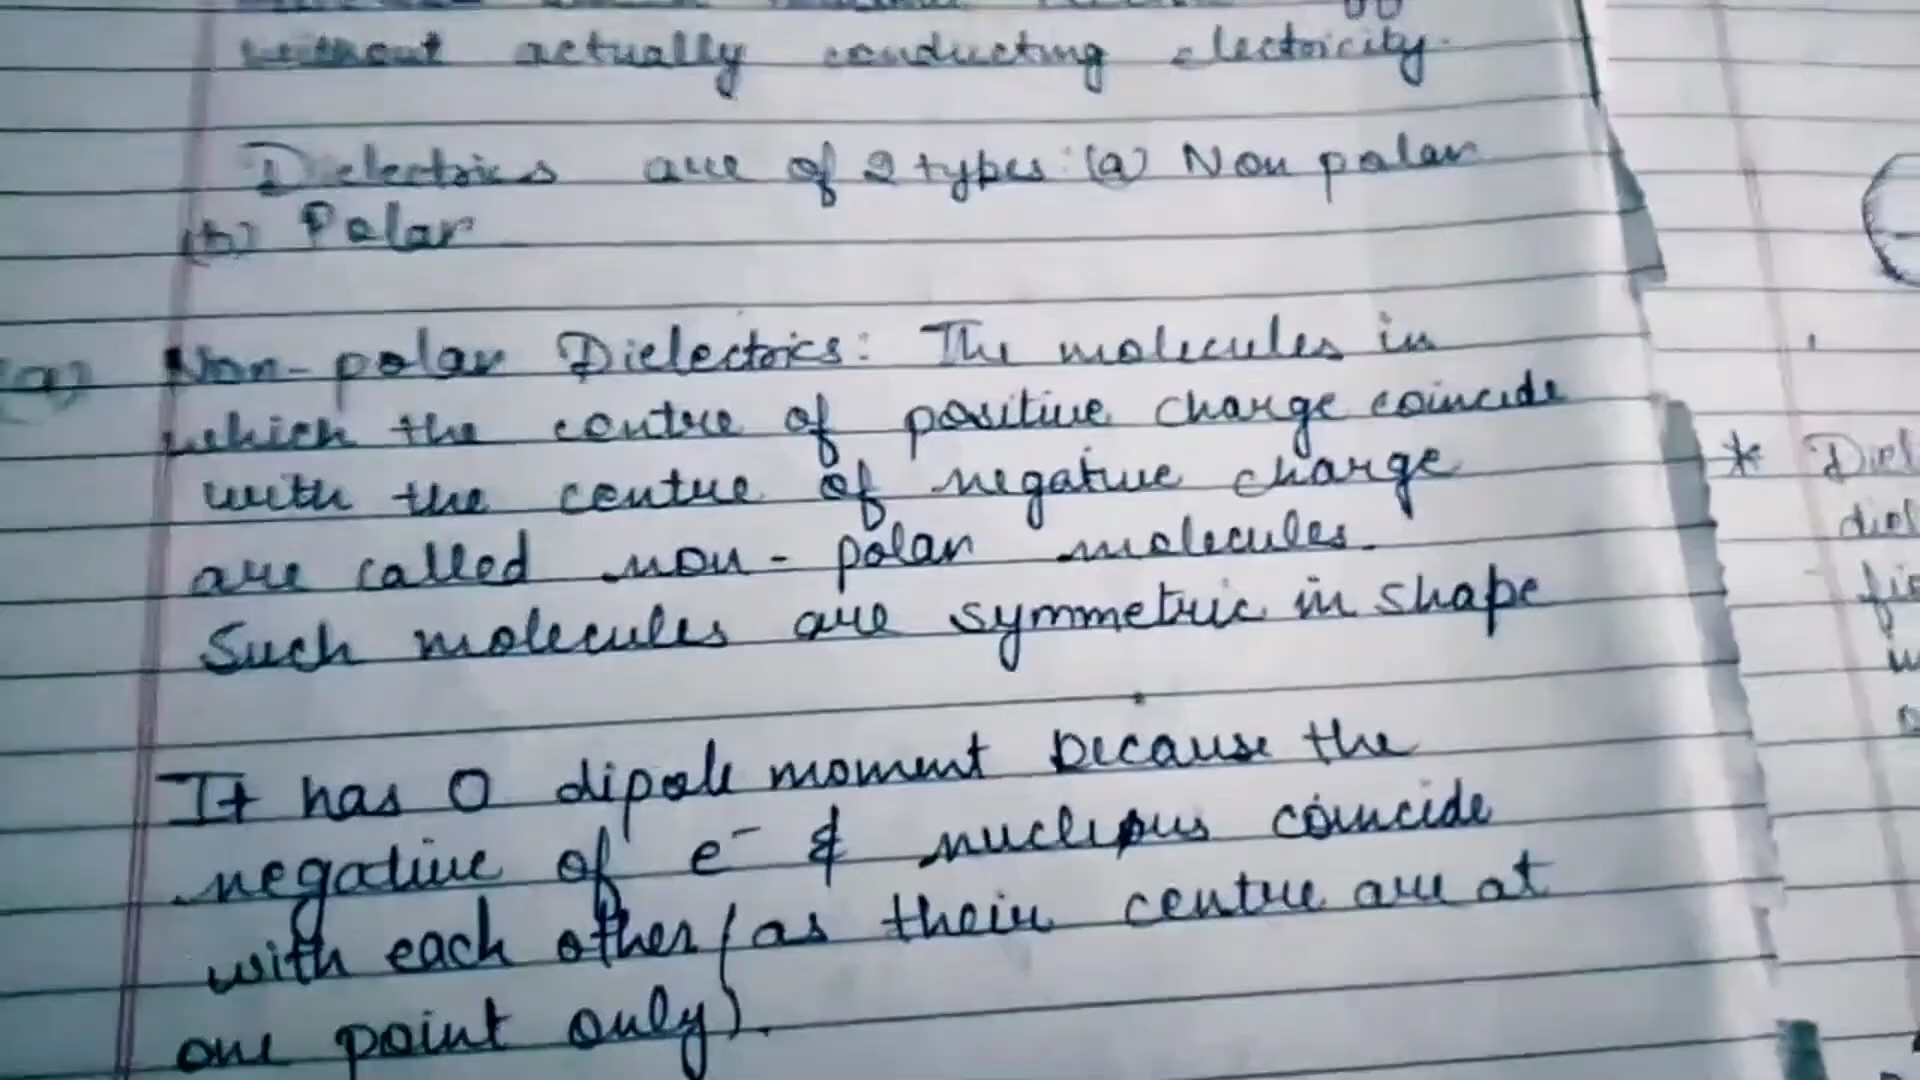 without actually conducting electricity.
Dielectrics are of 2 types: (a) Non polar
(b) Polar
(a) Non-polar Dielectrics: The molecules in
which the centre of positive charge coincide
with the centre of negative charge
are called non-polar molecules.
Such molecules are symmetric in shape
It has 0 dipole moment because the
negative of e⁻ & nucleus coincide
with each other (as their centre are at
one point only).
* Diel
diel